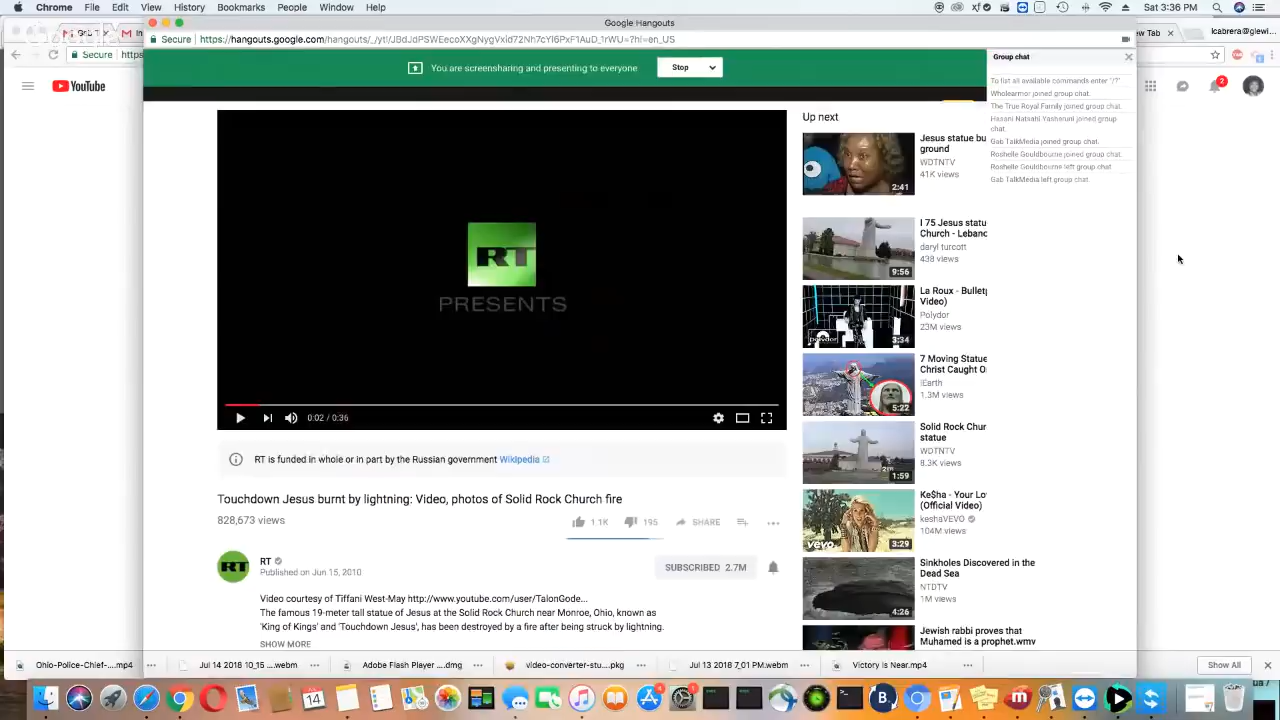 Chrome File Edit View History Bookmarks People Window Help
Sat 3:36 PM
Google Hangouts
Secure
https://hangouts.google.com/hangouts/_/ytl/
?hl=en_US
Secure https
ew Tab
lcabrera@glewi
You are screensharing and presenting to everyone
Stop
Group chat
To list all available commands enter "/?"
Wholearmor joined group chat.
The True Royal Family joined group chat.
joined group
chat.
Gab TalkMedia joined group chat.
Roshelle Gouldbourne joined group chat.
Roshelle Gouldbourne left group chat.
Gab TalkMedia left group chat.
YouTube
2
RT
PRESENTS
0:02 / 0:36
RT is funded in whole or in part by the Russian government Wikipedia
Touchdown Jesus burnt by lightning: Video, photos of Solid Rock Church fire
828,673 views
1.1K
195
SHARE
RT
Published on Jun 15, 2010
SUBSCRIBED 2.7M
Video courtesy of Tiffani West-May http://www.youtube.com/user/TalonGode...
The famous 19-meter tall statue of Jesus at the Solid Rock Church near Monroe, Ohio, known as
'King of Kings' and 'Touchdown Jesus', has been destroyed by a fire after being struck by lightning.
SHOW MORE
Up next
Jesus statue bu
ground
WDTNTV
41K views
2:41
I 75 Jesus statu
Church - Lebanc
daryl turcott
438 views
9:56
La Roux - Bullet
Video)
Polydor
23M views
3:34
7 Moving Statue
Christ Caught O
iEarth
1.3M views
5:22
Solid Rock Chur
statue
WDTNTV
8.3K views
1:59
Ke$ha - Your Lo
(Official Video)
keshaVEVO
104M views
vevo
3:29
Sinkholes Discovered in the
Dead Sea
NTDTV
1M views
4:26
Jewish rabbi proves that
Muhamed is a prophet.wmv
Ohio-Police-Chief-....mp4
Jul 14 2018 10_15 ....webm
Adobe Flash Player ....dmg
video-converter-stu....pkg
Jul 13 2018 7_01 PM.webm
Victory is Near.mp4
Show All
14